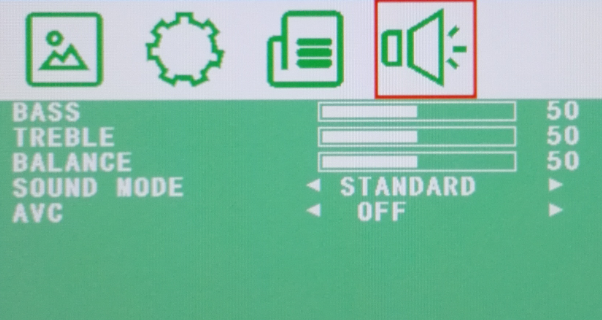 BASS 50
TREBLE 50
BALANCE 50
SOUND MODE ◄ STANDARD ►
AVC ◄ OFF ►